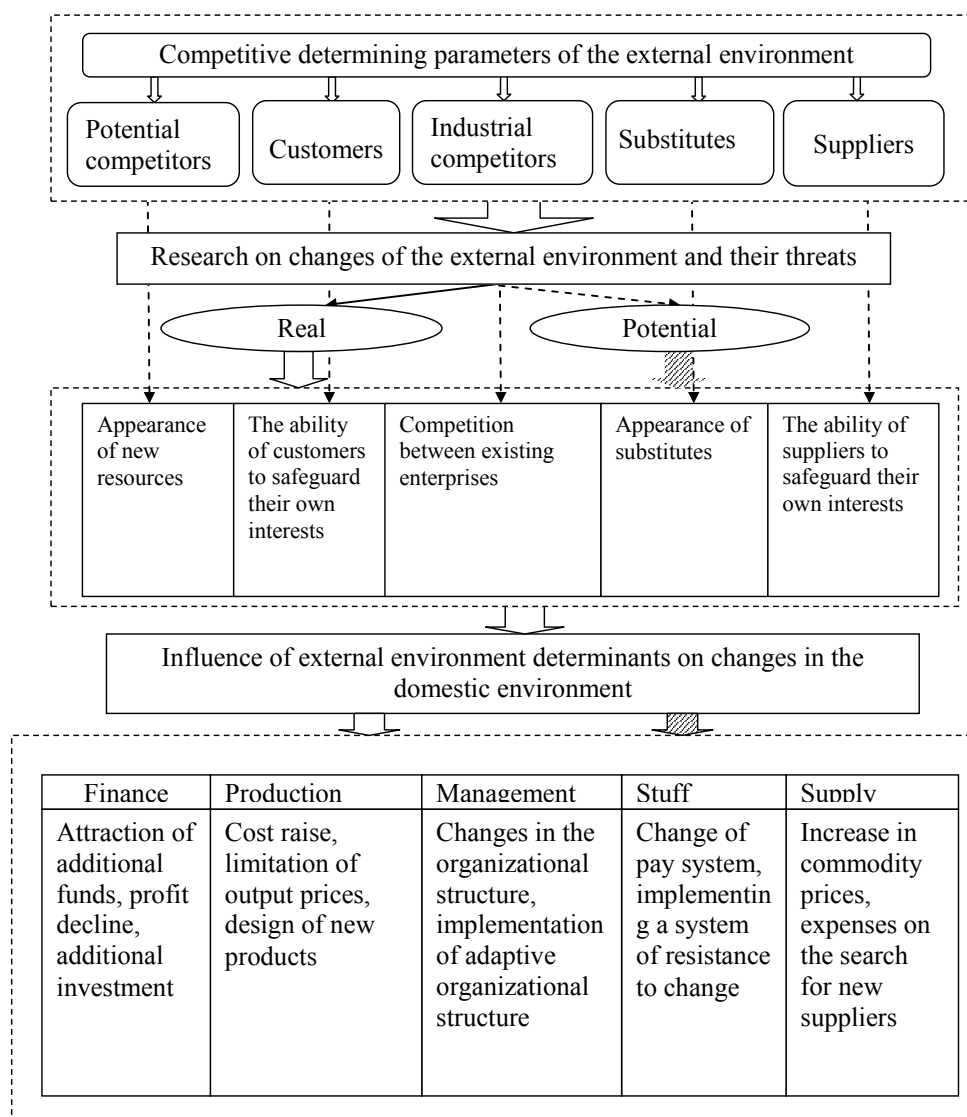 Competitive determining parameters of the external environment
Potential
competitors
Customers
Industrial
competitors
Substitutes
Suppliers
Research on changes of the external environment and their threats
Real
Potential
Appearance
of new
resources
The ability
of customers
to safeguard
their own
interests
Competition
between existing
enterprises
Appearance of
substitutes
The ability of
suppliers to
safeguard their
own interests
Influence of external environment determinants on changes in the
domestic environment
Finance
Production
Management
Stuff
Supply
Attraction of
additional
funds, profit
decline,
additional
investment
Cost raise,
limitation of
output prices,
design of new
products
Changes in the
organizational
structure,
implementation
of adaptive
organizational
structure
Change of
pay system,
implementin
g a system
of resistance
to change
Increase in
commodity
prices,
expenses on
the search
for new
suppliers